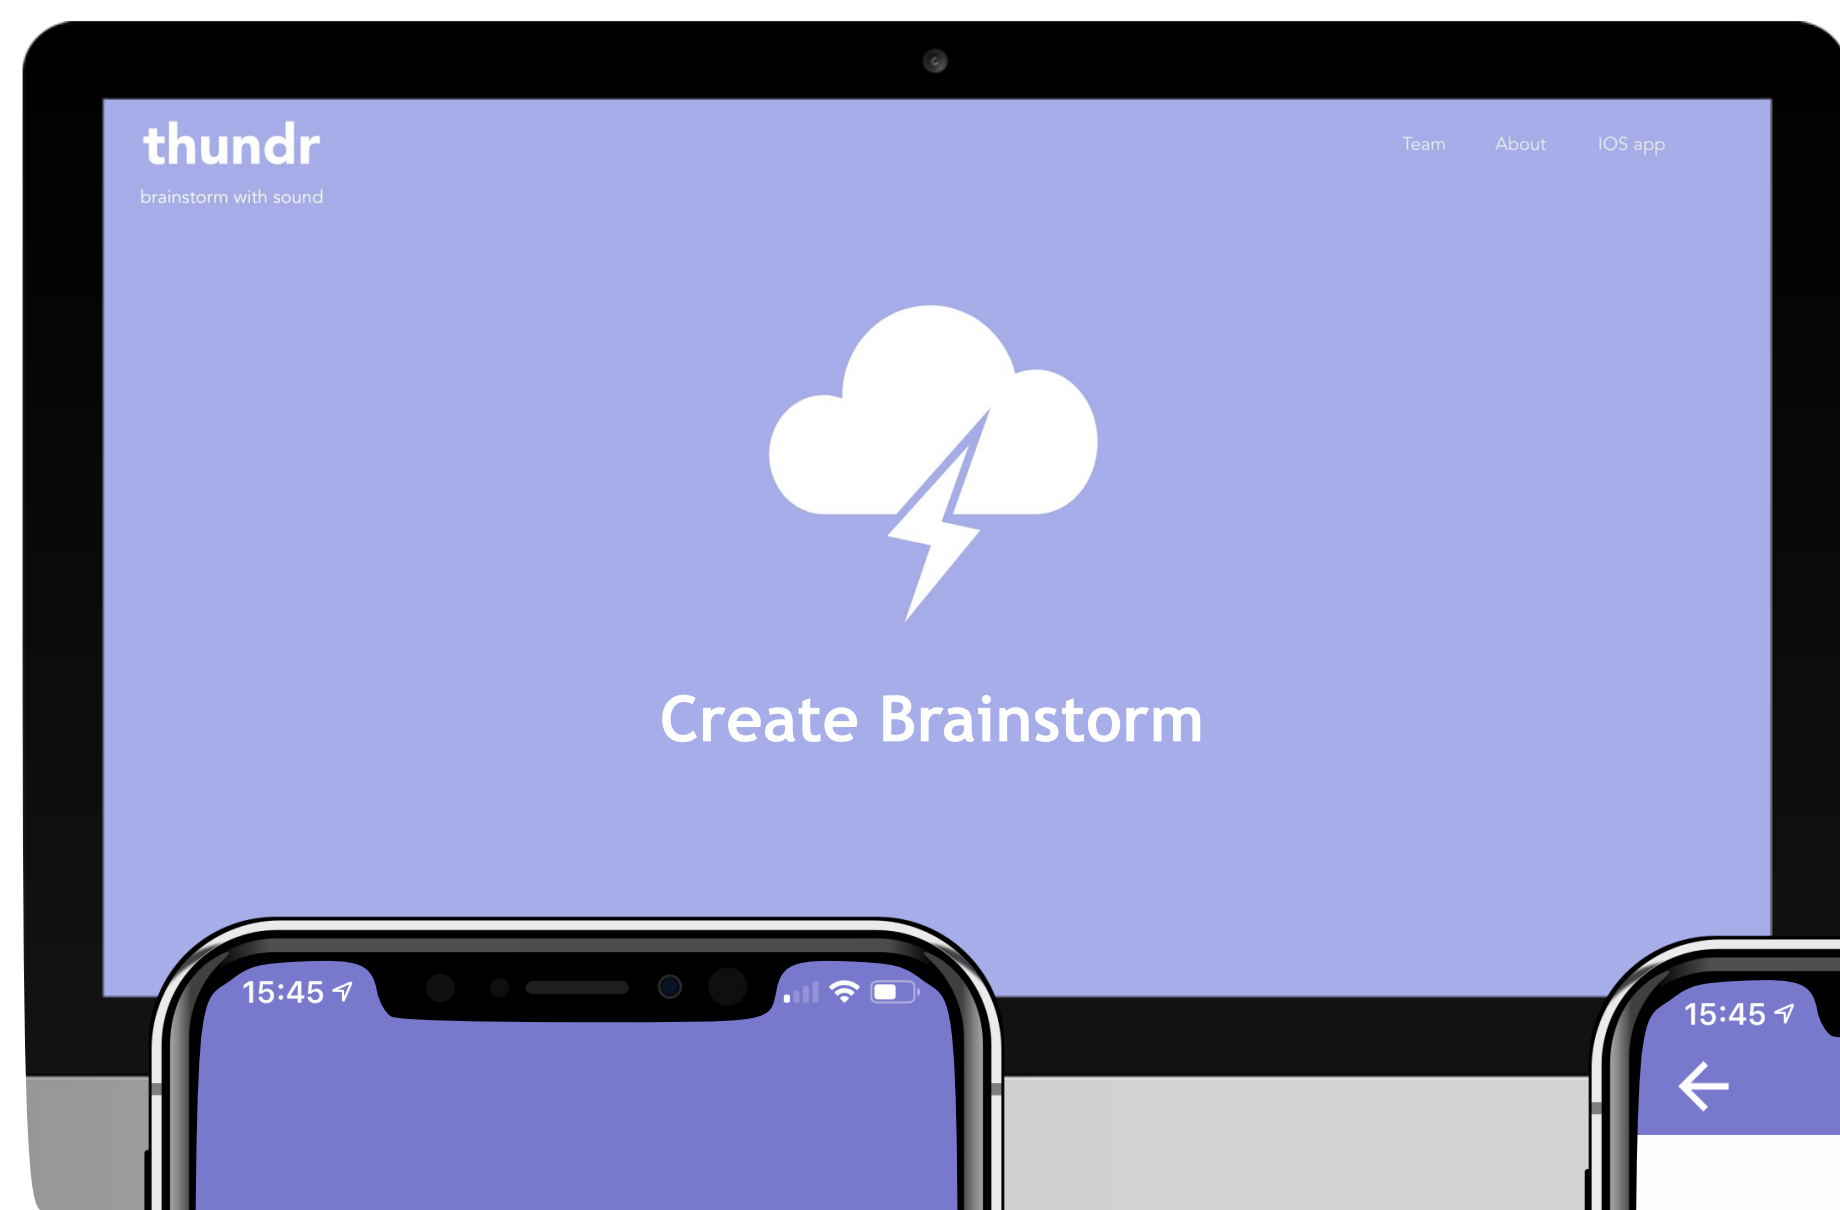 thundr
Team About IOS app
brainstorm with sound
Create Brainstorm
15:45
15:45